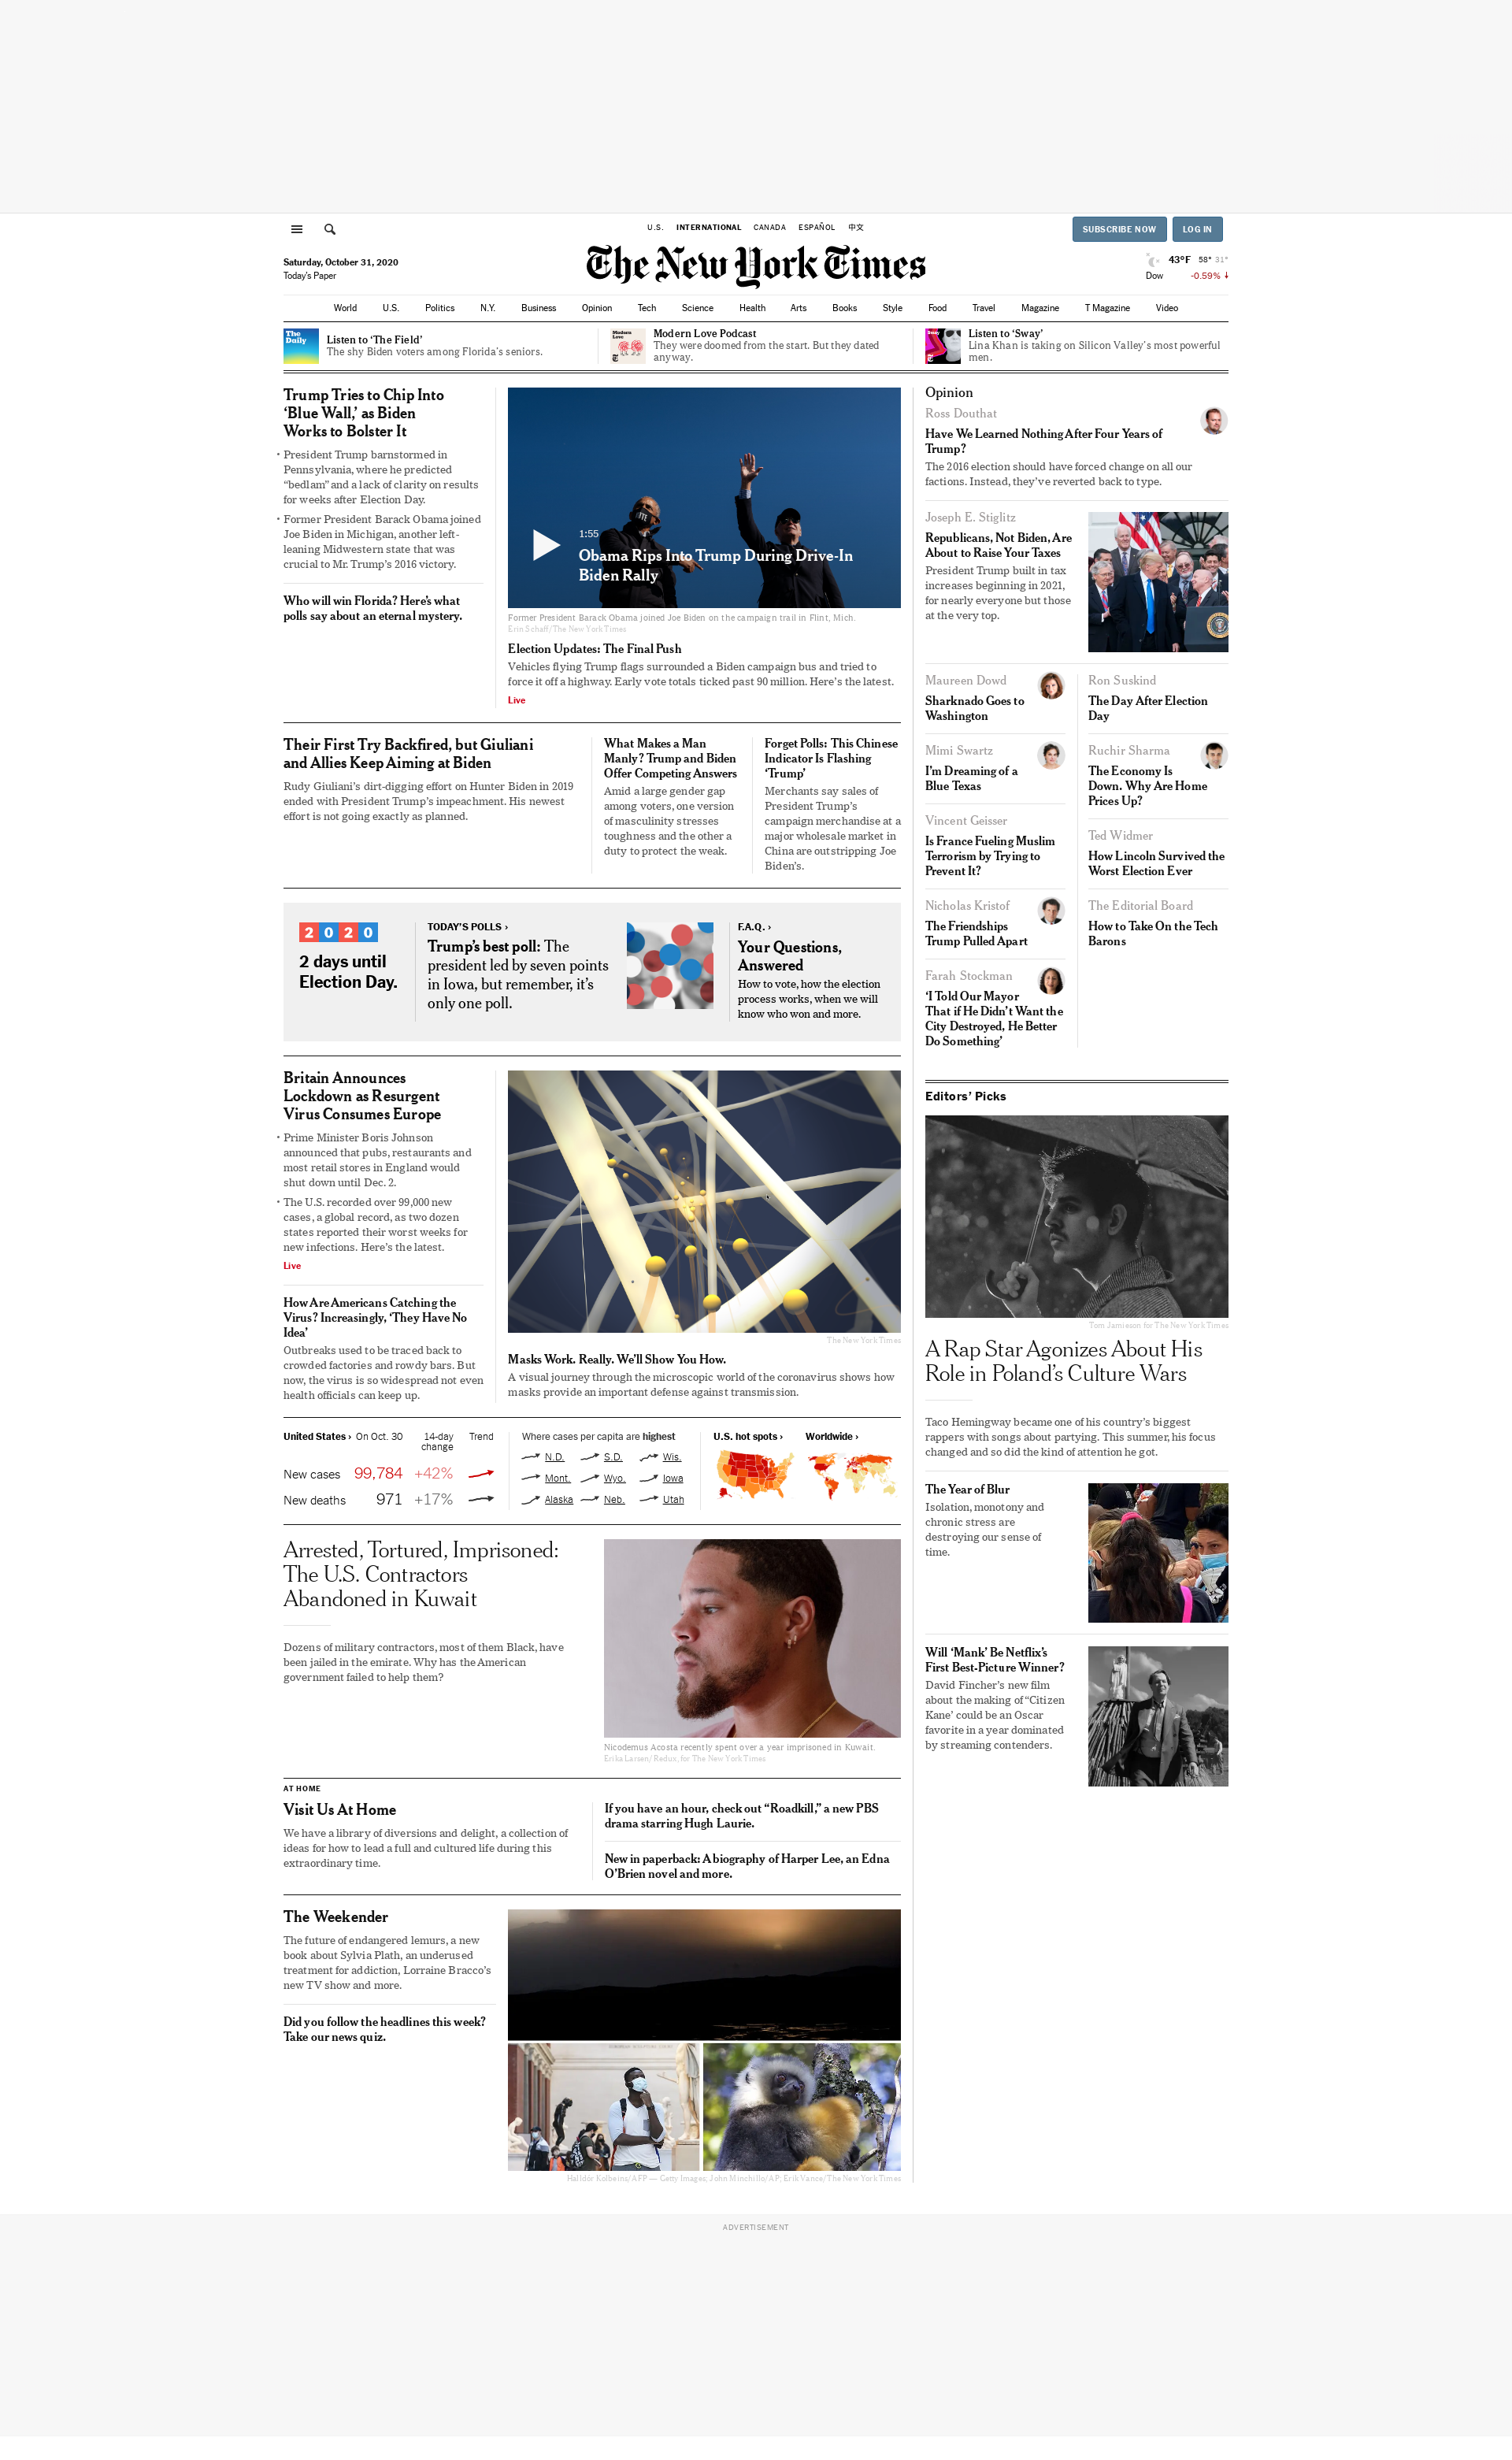 U.S. INTERNATIONAL CANADA ESPAÑOL 中文
SUBSCRIBE NOW LOG IN
Saturday, October 31, 2020
Today's Paper
The New York Times
43°F 58° 31°
Dow -0.59%
World U.S. Politics N.Y. Business Opinion Tech Science Health Arts Books Style Food Travel Magazine T Magazine Video
The
Daily
Listen to ‘The Field’
The shy Biden voters among Florida’s seniors.
Modern
Love
Modern Love Podcast
They were doomed from the start. But they dated
anyway.
Sway
Listen to ‘Sway’
Lina Khan is taking on Silicon Valley’s most powerful
men.
Trump Tries to Chip Into
‘Blue Wall,’ as Biden
Works to Bolster It
• President Trump barnstormed in
Pennsylvania, where he predicted
“bedlam” and a lack of clarity on results
for weeks after Election Day.
• Former President Barack Obama joined
Joe Biden in Michigan, another left-
leaning Midwestern state that was
crucial to Mr. Trump’s 2016 victory.
Who will win Florida? Here’s what
polls say about an eternal mystery.
1:55
Obama Rips Into Trump During Drive-In
Biden Rally
Former President Barack Obama joined Joe Biden on the campaign trail in Flint, Mich.
Erin Schaff/The New York Times
Election Updates: The Final Push
Vehicles flying Trump flags surrounded a Biden campaign bus and tried to
force it off a highway. Early vote totals ticked past 90 million. Here’s the latest.
Live
Their First Try Backfired, but Giuliani
and Allies Keep Aiming at Biden
Rudy Giuliani’s dirt-digging effort on Hunter Biden in 2019
ended with President Trump’s impeachment. His newest
effort is not going exactly as planned.
What Makes a Man
Manly? Trump and Biden
Offer Competing Answers
Amid a large gender gap
among voters, one version
of masculinity stresses
toughness and the other a
duty to protect the weak.
Forget Polls: This Chinese
Indicator Is Flashing
‘Trump’
Merchants say sales of
President Trump’s
campaign merchandise at a
major wholesale market in
China are outstripping Joe
Biden’s.
2020
2 days until
Election Day.
TODAY’S POLLS ›
Trump’s best poll: The
president led by seven points
in Iowa, but remember, it’s
only one poll.
F.A.Q. ›
Your Questions,
Answered
How to vote, how the election
process works, when we will
know who won and more.
Britain Announces
Lockdown as Resurgent
Virus Consumes Europe
• Prime Minister Boris Johnson
announced that pubs, restaurants and
most retail stores in England would
shut down until Dec. 2.
• The U.S. recorded over 99,000 new
cases, a global record, as two dozen
states reported their worst weeks for
new infections. Here’s the latest.
Live
How Are Americans Catching the
Virus? Increasingly, ‘They Have No
Idea’
Outbreaks used to be traced back to
crowded factories and rowdy bars. But
now, the virus is so widespread not even
health officials can keep up.
The New York Times
Masks Work. Really. We’ll Show You How.
A visual journey through the microscopic world of the coronavirus shows how
masks provide an important defense against transmission.
United States › On Oct. 30 14-day Trend
change
New cases 99,784 +42%
New deaths 971 +17%
Where cases per capita are highest
N.D. S.D. Wis.
Mont. Wyo. Iowa
Alaska Neb. Utah
U.S. hot spots › Worldwide ›
Arrested, Tortured, Imprisoned:
The U.S. Contractors
Abandoned in Kuwait
Dozens of military contractors, most of them Black, have
been jailed in the emirate. Why has the American
government failed to help them?
Nicodemus Acosta recently spent over a year imprisoned in Kuwait.
Erika Larsen/Redux, for The New York Times
AT HOME
Visit Us At Home
We have a library of diversions and delight, a collection of
ideas for how to lead a full and cultured life during this
extraordinary time.
If you have an hour, check out “Roadkill,” a new PBS
drama starring Hugh Laurie.
New in paperback: A biography of Harper Lee, an Edna
O’Brien novel and more.
The Weekender
The future of endangered lemurs, a new
book about Sylvia Plath, an underused
treatment for addiction, Lorraine Bracco’s
new TV show and more.
Did you follow the headlines this week?
Take our news quiz.
Halldor Kolbeins/AFP — Getty Images; John Minchillo/AP; Erik Vance/The New York Times
Opinion
Ross Douthat
Have We Learned Nothing After Four Years of
Trump?
The 2016 election should have forced change on all our
factions. Instead, they’ve reverted back to type.
Joseph E. Stiglitz
Republicans, Not Biden, Are
About to Raise Your Taxes
President Trump built in tax
increases beginning in 2021,
for nearly everyone but those
at the very top.
Maureen Dowd
Sharknado Goes to
Washington
Mimi Swartz
I’m Dreaming of a
Blue Texas
Vincent Geisser
Is France Fueling Muslim
Terrorism by Trying to
Prevent It?
Nicholas Kristof
The Friendships
Trump Pulled Apart
Farah Stockman
‘I Told Our Mayor
That if He Didn’t Want the
City Destroyed, He Better
Do Something’
Ron Suskind
The Day After Election
Day
Ruchir Sharma
The Economy Is
Down. Why Are Home
Prices Up?
Ted Widmer
How Lincoln Survived the
Worst Election Ever
The Editorial Board
How to Take On the Tech
Barons
Editors’ Picks
Tom Jamieson for The New York Times
A Rap Star Agonizes About His
Role in Poland’s Culture Wars
Taco Hemingway became one of his country’s biggest
rappers with songs about partying. This summer, his focus
changed and so did the kind of attention he got.
The Year of Blur
Isolation, monotony and
chronic stress are
destroying our sense of
time.
Will ‘Mank’ Be Netflix’s
First Best-Picture Winner?
David Fincher’s new film
about the making of “Citizen
Kane’ could be an Oscar
favorite in a year dominated
by streaming contenders.
ADVERTISEMENT